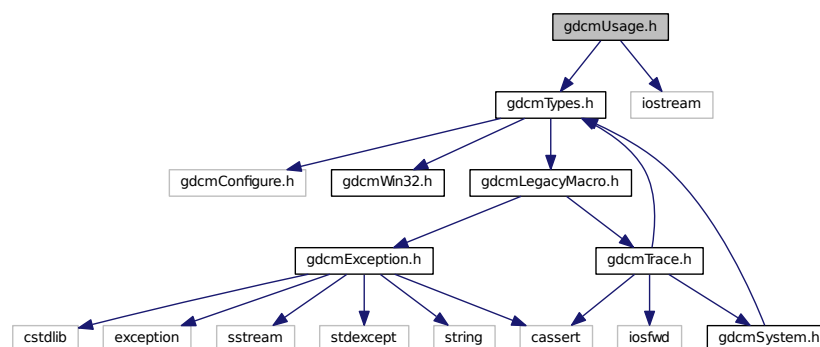 gdcmUsage.h
gdcmTypes.h
iostream
gdcmConfigure.h
gdcmWin32.h
gdcmLegacyMacro.h
gdcmException.h
gdcmTrace.h
cstdlib
exception
sstream
stdexcept
string
cassert
iosfwd
gdcmSystem.h